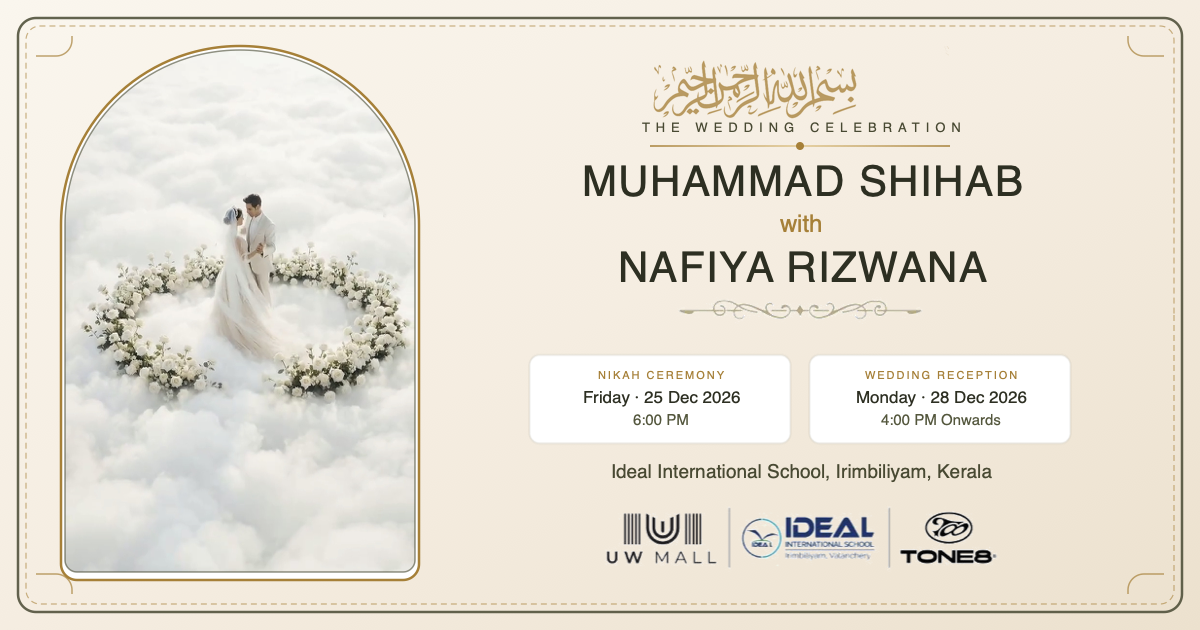 بسم الله الرحمن الرحيم
THE WEDDING CELEBRATION
MUHAMMAD SHIHAB
with
NAFIYA RIZWANA
NIKAH CEREMONY
Friday · 25 Dec 2026
6:00 PM
WEDDING RECEPTION
Monday · 28 Dec 2026
4:00 PM Onwards
Ideal International School, Irimbiliyam, Kerala
UW MALL
IDEAL
IDEAL
INTERNATIONAL SCHOOL
Irimbiliyam, Valanchery
TONE8